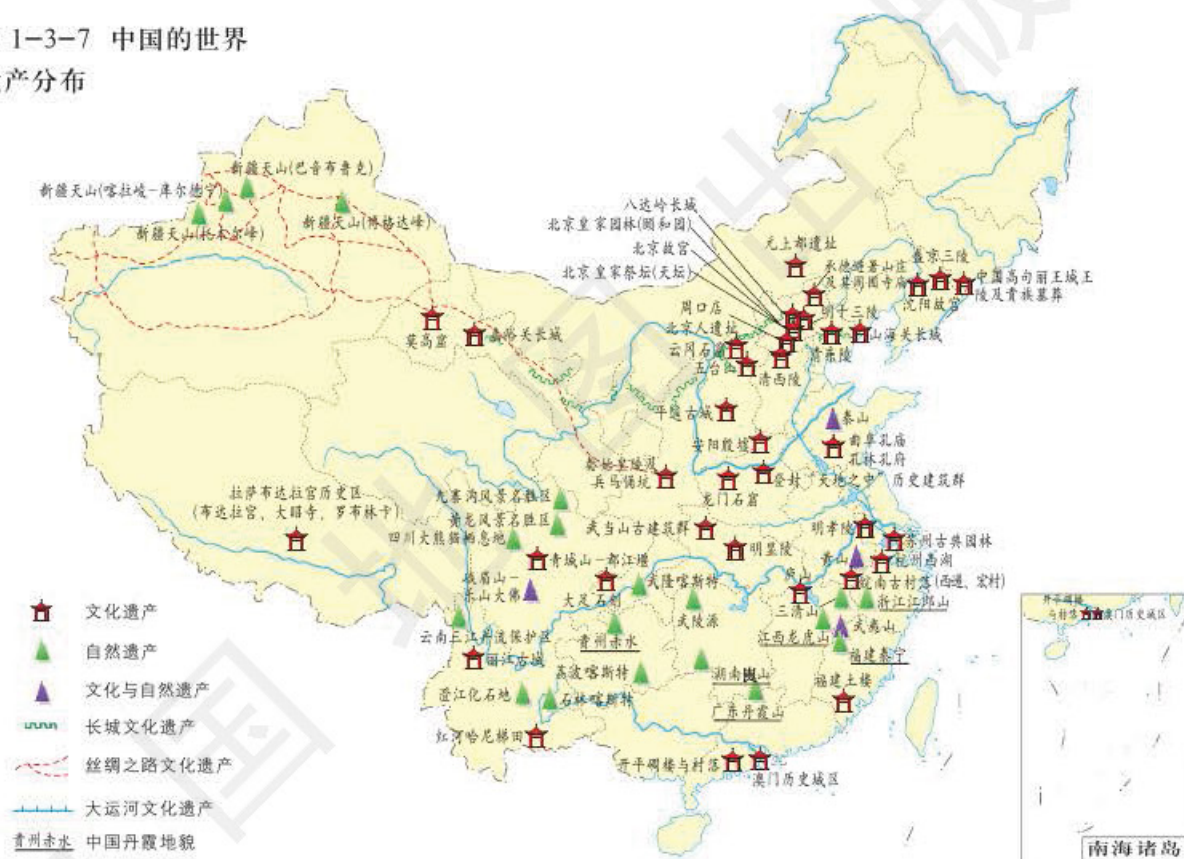 1-3-7 中国的世界
产分布
新疆天山(巴音布鲁克)
新疆天山(喀拉峻-库尔德宁)
新疆天山(博格达峰)
新疆天山(托木尔峰)
八达岭长城
北京皇家园林(颐和园)
北京故宫
北京皇家祭坛(天坛)
元上都遗址
承德避暑山庄
及其周围寺庙
盛京三陵
沈阳故宫
中国高句丽王城王
陵及贵族墓葬
明十三陵
周口店
北京人遗址
山海关长城
清东陵
云冈石窟
五台山
清西陵
莫高窟
嘉峪关长城
平遥古城
泰山
安阳殷墟
曲阜孔庙
孔林孔府
秦始皇陵及
兵马俑坑
龙门石窟
登封“天地之中”历史建筑群
拉萨布达拉宫历史区
(布达拉宫、大昭寺、罗布林卡)
九寨沟风景名胜区
黄龙风景名胜区
四川大熊猫栖息地
武当山古建筑群
明显陵
明孝陵
苏州古典园林
青城山-都江堰
黄山
杭州西湖
皖南古村落(西递、宏村)
峨眉山-
乐山大佛
大足石刻
武隆喀斯特
武陵源
庐山
三清山
浙江江郎山
江西龙虎山
武夷山
福建泰宁
云南三江并流保护区
贵州赤水
丽江古城
荔波喀斯特
湖南崀山
福建土楼
澄江化石地
石林喀斯特
广东丹霞山
红河哈尼梯田
开平碉楼与村落
澳门历史城区
文化遗产
自然遗产
文化与自然遗产
长城文化遗产
丝绸之路文化遗产
大运河文化遗产
贵州赤水 中国丹霞地貌
开平碉楼
与村落
澳门历史城区
南海诸岛